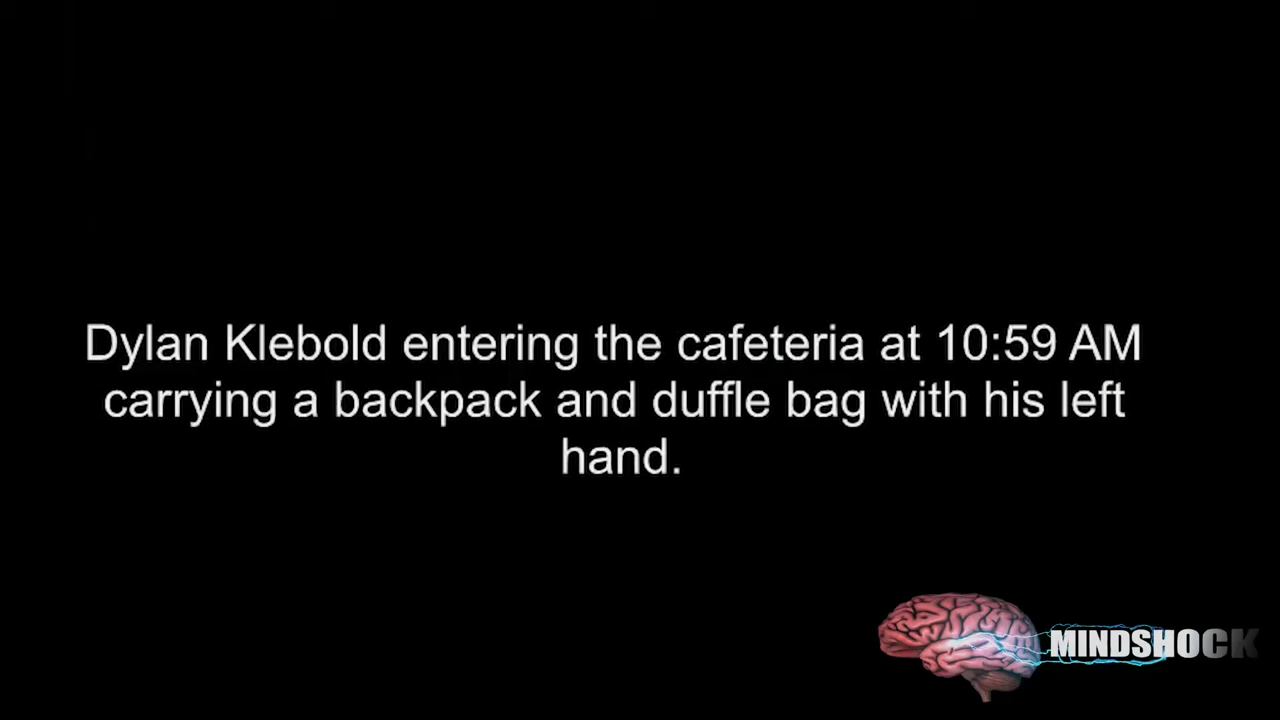 Dylan Klebold entering the cafeteria at 10:59 AM
carrying a backpack and duffle bag with his left
hand.
MINDSHOCK